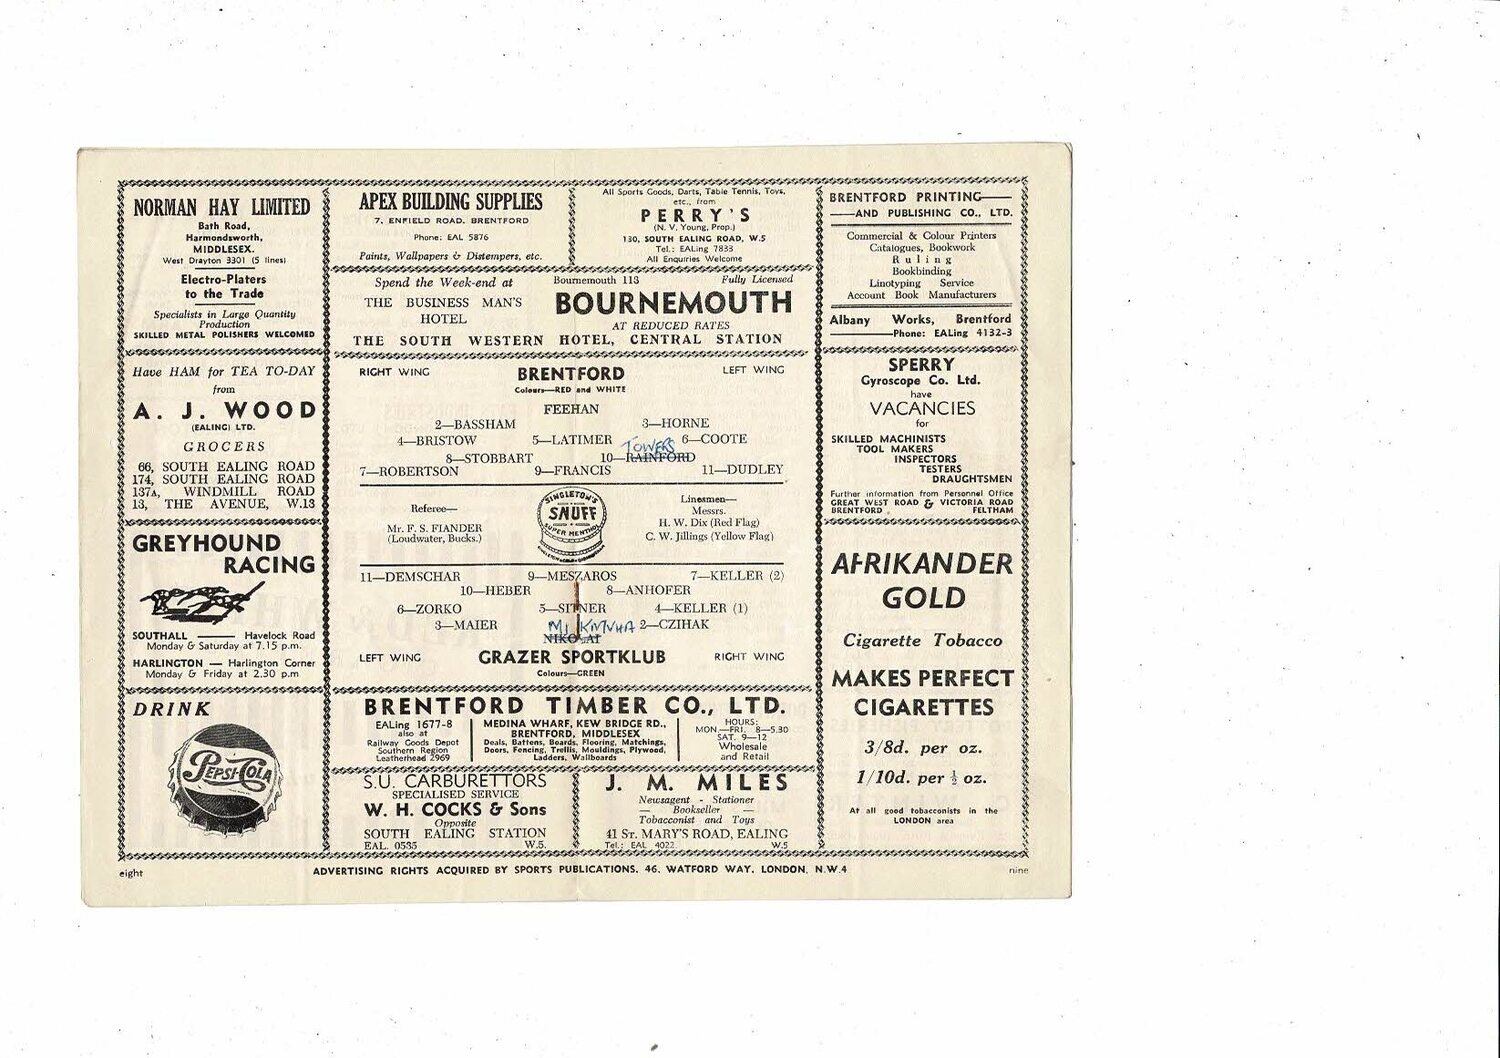 NORMAN HAY LIMITED
Bath Road,
Harmondsworth,
MIDDLESEX.
West Drayton 3301 (5 lines)
Electro-Platers
to the Trade
Specialists in Large Quantity
Production
SKILLED METAL POLISHERS WELCOMED
Have HAM for TEA TO-DAY
from
A. J. WOOD
(EALING) LTD.
GROCERS
66, SOUTH EALING ROAD
174, SOUTH EALING ROAD
137A, WINDMILL ROAD
13, THE AVENUE, W.13
GREYHOUND
RACING
SOUTHALL —— Havelock Road
Monday & Saturday at 7.15 p.m.
HARLINGTON — Harlington Corner
Monday & Friday at 2.30 p.m
DRINK
PEPSI-COLA
APEX BUILDING SUPPLIES
7, ENFIELD ROAD, BRENTFORD
Phone: EAL 5876
Paints, Wallpapers & Distempers, etc.
All Sports Goods, Darts, Table Tennis, Toys,
etc., from
PERRY'S
(N. V. Young, Prop.)
130, SOUTH EALING ROAD, W.5
Tel.: EALing 7833
All Enquiries Welcome
Spend the Week-end at
THE BUSINESS MAN'S
HOTEL
Bournemouth 113 Fully Licensed
BOURNEMOUTH
AT REDUCED RATES
THE SOUTH WESTERN HOTEL, CENTRAL STATION
RIGHT WING BRENTFORD LEFT WING
Colours—RED and WHITE
FEEHAN
2—BASSHAM 3—HORNE
4—BRISTOW 5—LATIMER 6—COOTE
TOWERS
8—STOBBART 10—RAINFORD
7—ROBERTSON 9—FRANCIS 11—DUDLEY
Referee—
Mr. F. S. FIANDER
(Loudwater, Bucks.)
SINGLETON'S
SNUFF
SUPER MENTHOL
Linesmen—
Messrs.
H. W. Dix (Red Flag)
C. W. Jillings (Yellow Flag)
11—DEMSCHAR 9—MESZAROS 7—KELLER (2)
10—HEBER 8—ANHOFER
6—ZORKO 5—SITNER 4—KELLER (1)
3—MAIER 2—CZIHAK
NIKOLAI
LEFT WING GRAZER SPORTKLUB RIGHT WING
Colours—GREEN
BRENTFORD TIMBER CO., LTD.
EALing 1677-8
also at
Railway Goods Depot
Southern Region
Leatherhead 2969
MEDINA WHARF, KEW BRIDGE RD.,
BRENTFORD, MIDDLESEX
Deals, Battens, Boards, Flooring, Matchings,
Doors, Fencing, Trellis, Mouldings, Plywood,
Ladders, Wallboards
HOURS:
MON.—FRI. 8—5.30
SAT. 9—12
Wholesale
and Retail
S.U. CARBURETTORS
SPECIALISED SERVICE
W. H. COCKS & Sons
Opposite
SOUTH EALING STATION
EAL. 0535 W.5.
J. M. MILES
Newsagent - Stationer
— Bookseller —
Tobacconist and Toys
41 ST. MARY'S ROAD, EALING
Tel.: EAL 4022 W.5
BRENTFORD PRINTING——
——AND PUBLISHING CO., LTD.
Commercial & Colour Printers
Catalogues, Bookwork
Ruling
Bookbinding
Linotyping Service
Account Book Manufacturers
Albany Works, Brentford
——Phone: EALing 4132-3
SPERRY
Gyroscope Co. Ltd.
have
VACANCIES
for
SKILLED MACHINISTS
TOOL MAKERS
INSPECTORS
TESTERS
DRAUGHTSMEN
Further information from Personnel Office
GREAT WEST ROAD & VICTORIA ROAD
BRENTFORD FELTHAM
AFRIKANDER
GOLD
Cigarette Tobacco
MAKES PERFECT
CIGARETTES
3/8d. per oz.
1/10d. per ½ oz.
At all good tobacconists in the
LONDON area
eight ADVERTISING RIGHTS ACQUIRED BY SPORTS PUBLICATIONS. 46. WATFORD WAY. LONDON, N.W.4 nine